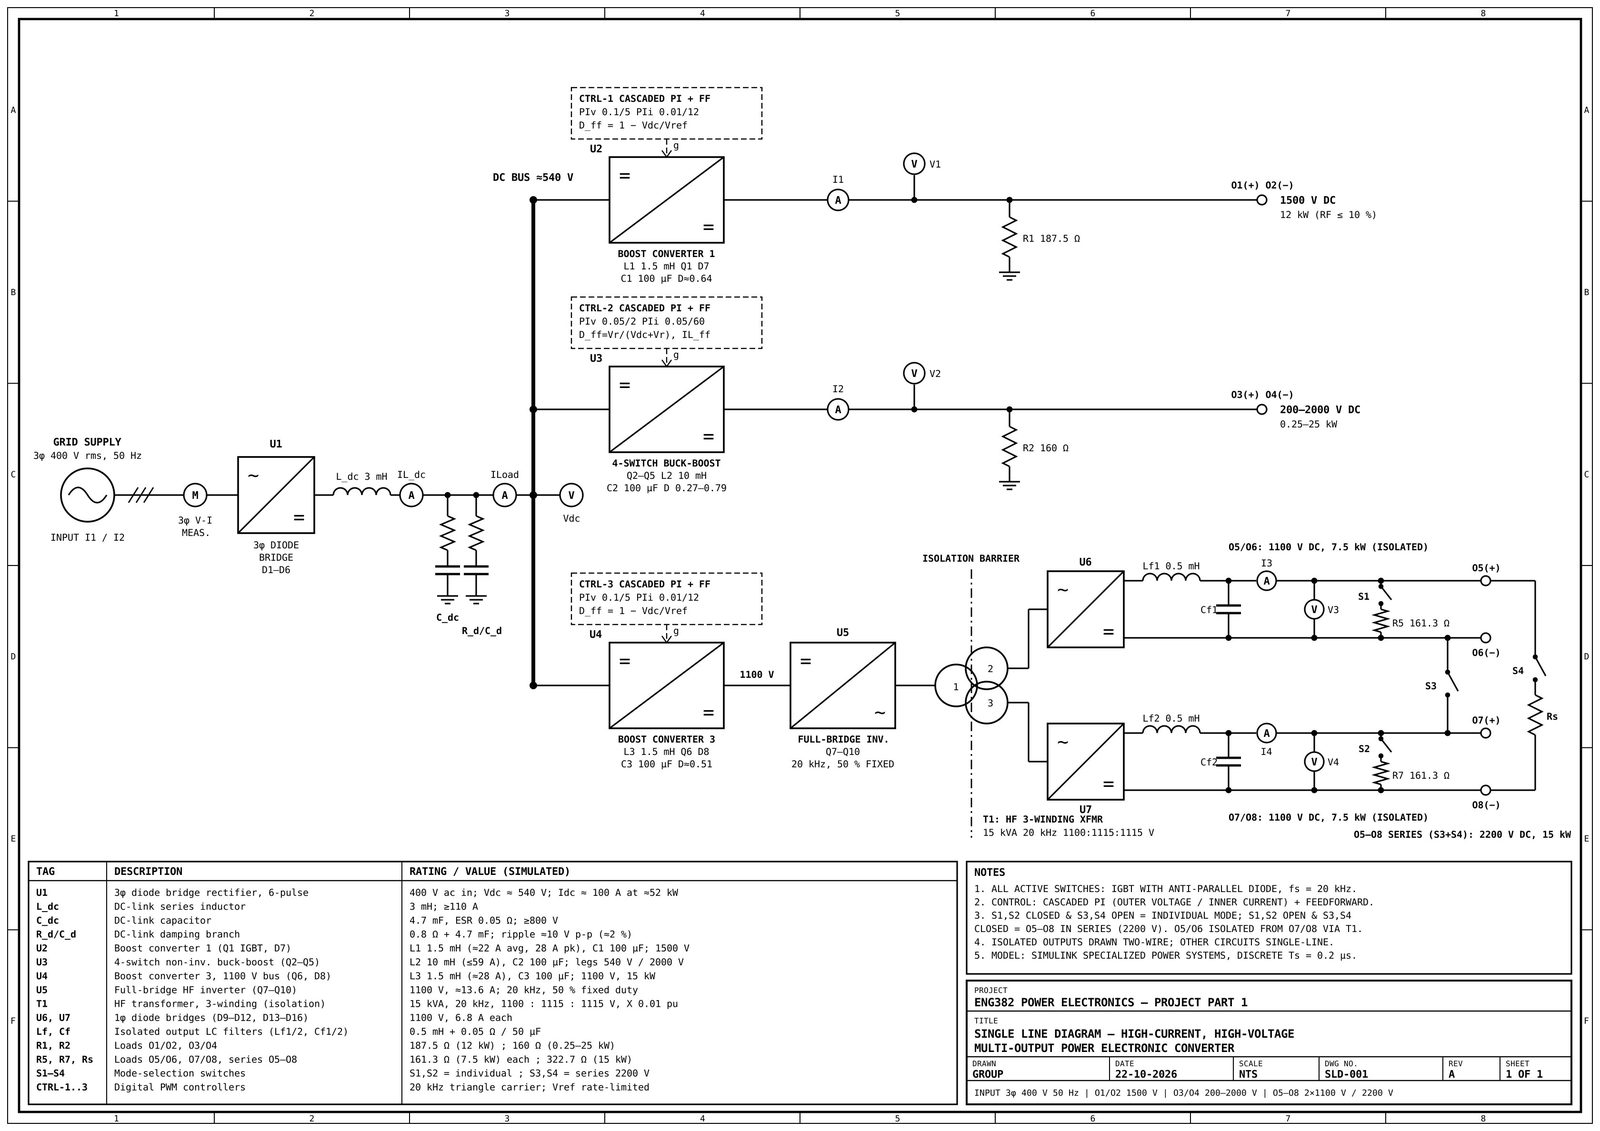 1 2 3 4 5 6 7 8
A A
B B
C C
D D
E E
F F
1 2 3 4 5 6 7 8
CTRL-1 CASCADED PI + FF
PIv 0.1/5 PIi 0.01/12
D_ff = 1 − Vdc/Vref
U2
g
DC BUS ≈540 V
=
=
BOOST CONVERTER 1
L1 1.5 mH Q1 D7
C1 100 µF D≈0.64
I1
A
V
V1
R1 187.5 Ω
O1(+) O2(−)
1500 V DC
12 kW (RF ≤ 10 %)
CTRL-2 CASCADED PI + FF
PIv 0.05/2 PIi 0.05/60
D_ff=Vr/(Vdc+Vr), IL_ff
U3
g
=
=
4-SWITCH BUCK-BOOST
Q2–Q5 L2 10 mH
C2 100 µF D 0.27–0.79
I2
A
V
V2
R2 160 Ω
O3(+) O4(−)
200–2000 V DC
0.25–25 kW
GRID SUPPLY
3φ 400 V rms, 50 Hz
INPUT I1 / I2
M
3φ V-I
MEAS.
U1
~
=
3φ DIODE
BRIDGE
D1–D6
L_dc 3 mH
IL_dc
A
ILoad
A
V
Vdc
C_dc
R_d/C_d
CTRL-3 CASCADED PI + FF
PIv 0.1/5 PIi 0.01/12
D_ff = 1 − Vdc/Vref
U4
g
=
=
BOOST CONVERTER 3
L3 1.5 mH Q6 D8
C3 100 µF D≈0.51
1100 V
U5
=
~
FULL-BRIDGE INV.
Q7–Q10
20 kHz, 50 % FIXED
ISOLATION BARRIER
1
2
3
T1: HF 3-WINDING XFMR
15 kVA 20 kHz 1100:1115:1115 V
O5/O6: 1100 V DC, 7.5 kW (ISOLATED)
U6
~
=
Lf1 0.5 mH
Cf1
I3
A
V
V3
S1
R5 161.3 Ω
O5(+)
O6(−)
S3
S4
Rs
U7
~
=
Lf2 0.5 mH
Cf2
A
I4
V
V4
S2
R7 161.3 Ω
O7(+)
O8(−)
O7/O8: 1100 V DC, 7.5 kW (ISOLATED)
O5–O8 SERIES (S3+S4): 2200 V DC, 15 kW
TAG DESCRIPTION RATING / VALUE (SIMULATED)
U1 3φ diode bridge rectifier, 6-pulse 400 V ac in; Vdc ≈ 540 V; Idc ≈ 100 A at ≈52 kW
L_dc DC-link series inductor 3 mH; ≥110 A
C_dc DC-link capacitor 4.7 mF, ESR 0.05 Ω; ≥800 V
R_d/C_d DC-link damping branch 0.8 Ω + 4.7 mF; ripple ≈10 V p-p (≈2 %)
U2 Boost converter 1 (Q1 IGBT, D7) L1 1.5 mH (≈22 A avg, 28 A pk), C1 100 µF; 1500 V
U3 4-switch non-inv. buck-boost (Q2–Q5) L2 10 mH (≤59 A), C2 100 µF; legs 540 V / 2000 V
U4 Boost converter 3, 1100 V bus (Q6, D8) L3 1.5 mH (≈28 A), C3 100 µF; 1100 V, 15 kW
U5 Full-bridge HF inverter (Q7–Q10) 1100 V, ≈13.6 A; 20 kHz, 50 % fixed duty
T1 HF transformer, 3-winding (isolation) 15 kVA, 20 kHz, 1100 : 1115 : 1115 V, X 0.01 pu
U6, U7 1φ diode bridges (D9–D12, D13–D16) 1100 V, 6.8 A each
Lf, Cf Isolated output LC filters (Lf1/2, Cf1/2) 0.5 mH + 0.05 Ω / 50 µF
R1, R2 Loads O1/O2, O3/O4 187.5 Ω (12 kW) ; 160 Ω (0.25–25 kW)
R5, R7, Rs Loads O5/O6, O7/O8, series O5–O8 161.3 Ω (7.5 kW) each ; 322.7 Ω (15 kW)
S1–S4 Mode-selection switches S1,S2 = individual ; S3,S4 = series 2200 V
CTRL-1..3 Digital PWM controllers 20 kHz triangle carrier; Vref rate-limited
NOTES
1. ALL ACTIVE SWITCHES: IGBT WITH ANTI-PARALLEL DIODE, fs = 20 kHz.
2. CONTROL: CASCADED PI (OUTER VOLTAGE / INNER CURRENT) + FEEDFORWARD.
3. S1,S2 CLOSED & S3,S4 OPEN = INDIVIDUAL MODE; S1,S2 OPEN & S3,S4
CLOSED = O5–O8 IN SERIES (2200 V). O5/O6 ISOLATED FROM O7/O8 VIA T1.
4. ISOLATED OUTPUTS DRAWN TWO-WIRE; OTHER CIRCUITS SINGLE-LINE.
5. MODEL: SIMULINK SPECIALIZED POWER SYSTEMS, DISCRETE Ts = 0.2 µs.
PROJECT
ENG382 POWER ELECTRONICS — PROJECT PART 1
TITLE
SINGLE LINE DIAGRAM — HIGH-CURRENT, HIGH-VOLTAGE
MULTI-OUTPUT POWER ELECTRONIC CONVERTER
DRAWN DATE SCALE DWG NO. REV SHEET
GROUP 22-10-2026 NTS SLD-001 A 1 OF 1
INPUT 3φ 400 V 50 Hz | O1/O2 1500 V | O3/O4 200–2000 V | O5–O8 2×1100 V / 2200 V